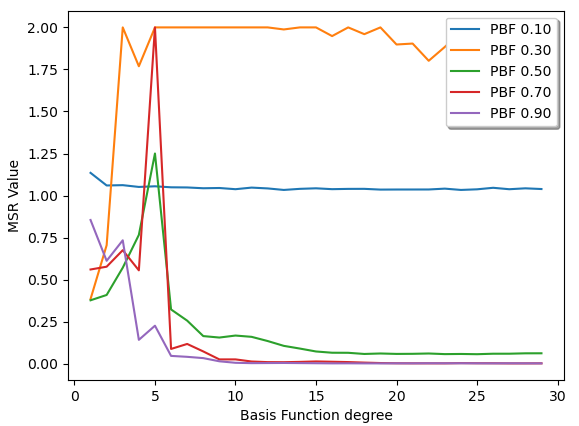 2.00
1.75
1.50
1.25
1.00
0.75
0.50
0.25
0.00
MSR Value
PBF 0.10
PBF 0.30
PBF 0.50
PBF 0.70
PBF 0.90
0 5 10 15 20 25 30
Basis Function degree